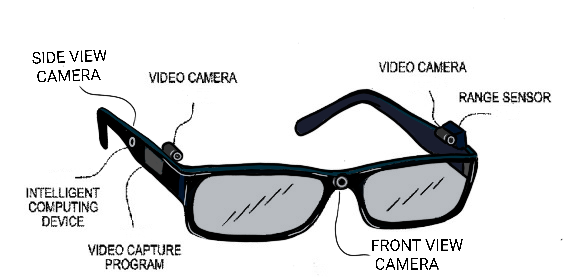 SIDE VIEW
CAMERA
VIDEO CAMERA
VIDEO CAMERA
RANGE SENSOR
INTELLIGENT
COMPUTING
DEVICE
VIDEO CAPTURE
PROGRAM
FRONT VIEW
CAMERA